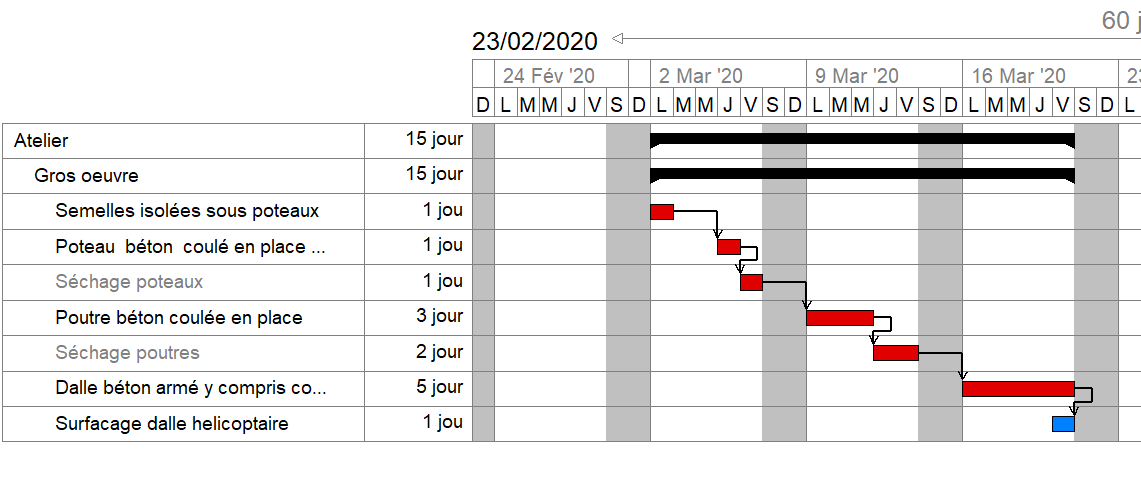 60 j
23/02/2020
24 Fév '20 2 Mar '20 9 Mar '20 16 Mar '20 23
D L M M J V S D L M M J V S D L M M J V S D L M M J V S D L
Atelier 15 jour
Gros oeuvre 15 jour
Semelles isolées sous poteaux 1 jou
Poteau béton coulé en place ... 1 jou
Séchage poteaux 1 jou
Poutre béton coulée en place 3 jour
Séchage poutres 2 jour
Dalle béton armé y compris co... 5 jour
Surfacage dalle helicoptaire 1 jou